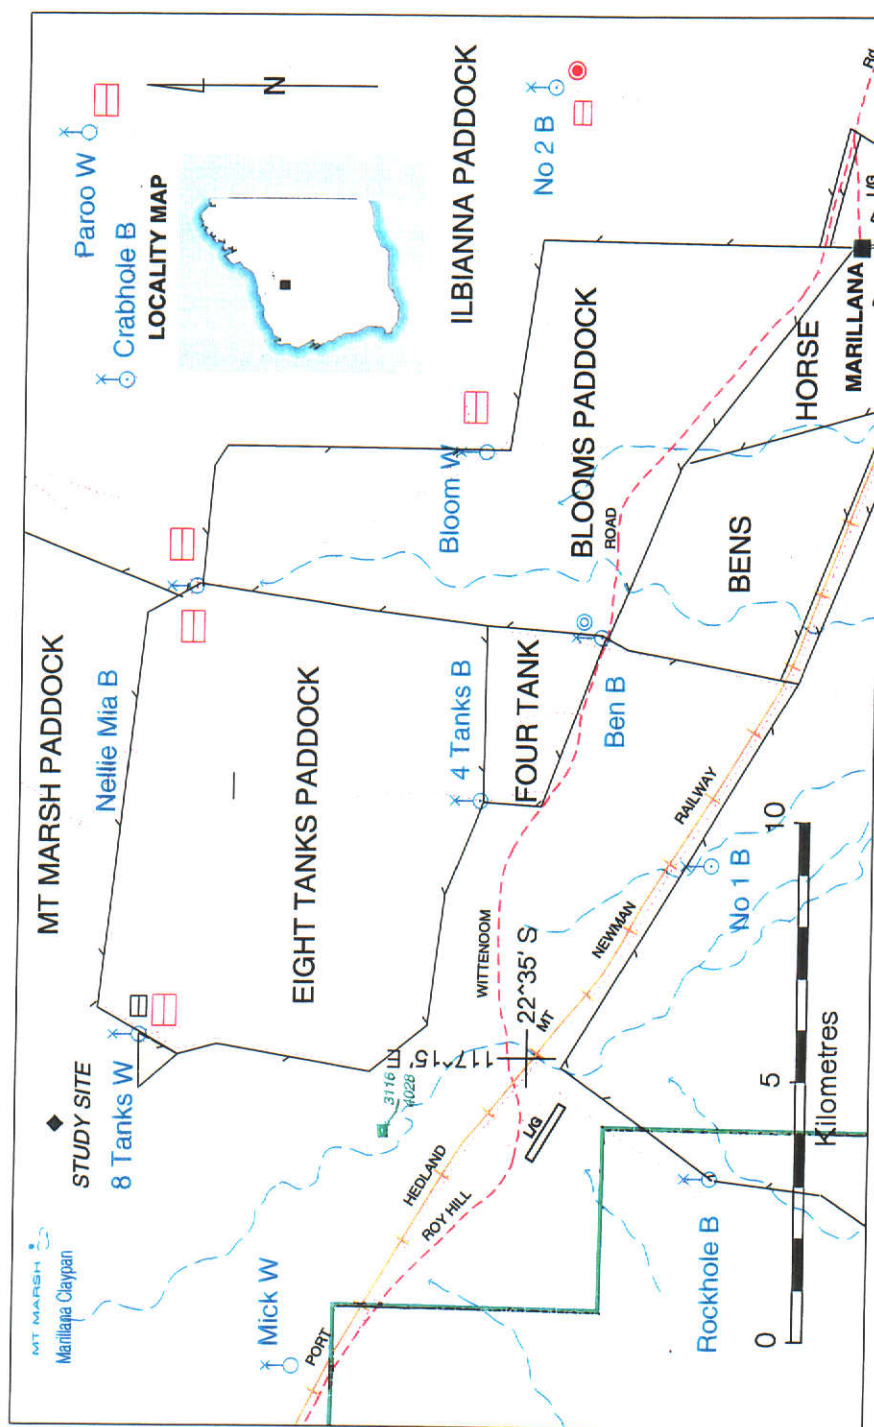 MT MARSH
Marillana Claypan
STUDY SITE
8 Tanks W
MT MARSH PADDOCK
Nellie Mia B
Paroo W
Crabhole B
LOCALITY MAP
N
Mick W
3116
4028
EIGHT TANKS PADDOCK
117^15' E
22^35' S
4 Tanks B
FOUR TANK
Bloom W
ILBIANNA PADDOCK
No 2 B
BLOOMS PADDOCK
PORT
HEDLAND
MT
NEWMAN
RAILWAY
ROY HILL
WITTENOOM
ROAD
L/G
Ben B
BENS
HORSE
MARILLANA
L/G
Rd
Rockhole B
No 1 B
0
5
10
Kilometres